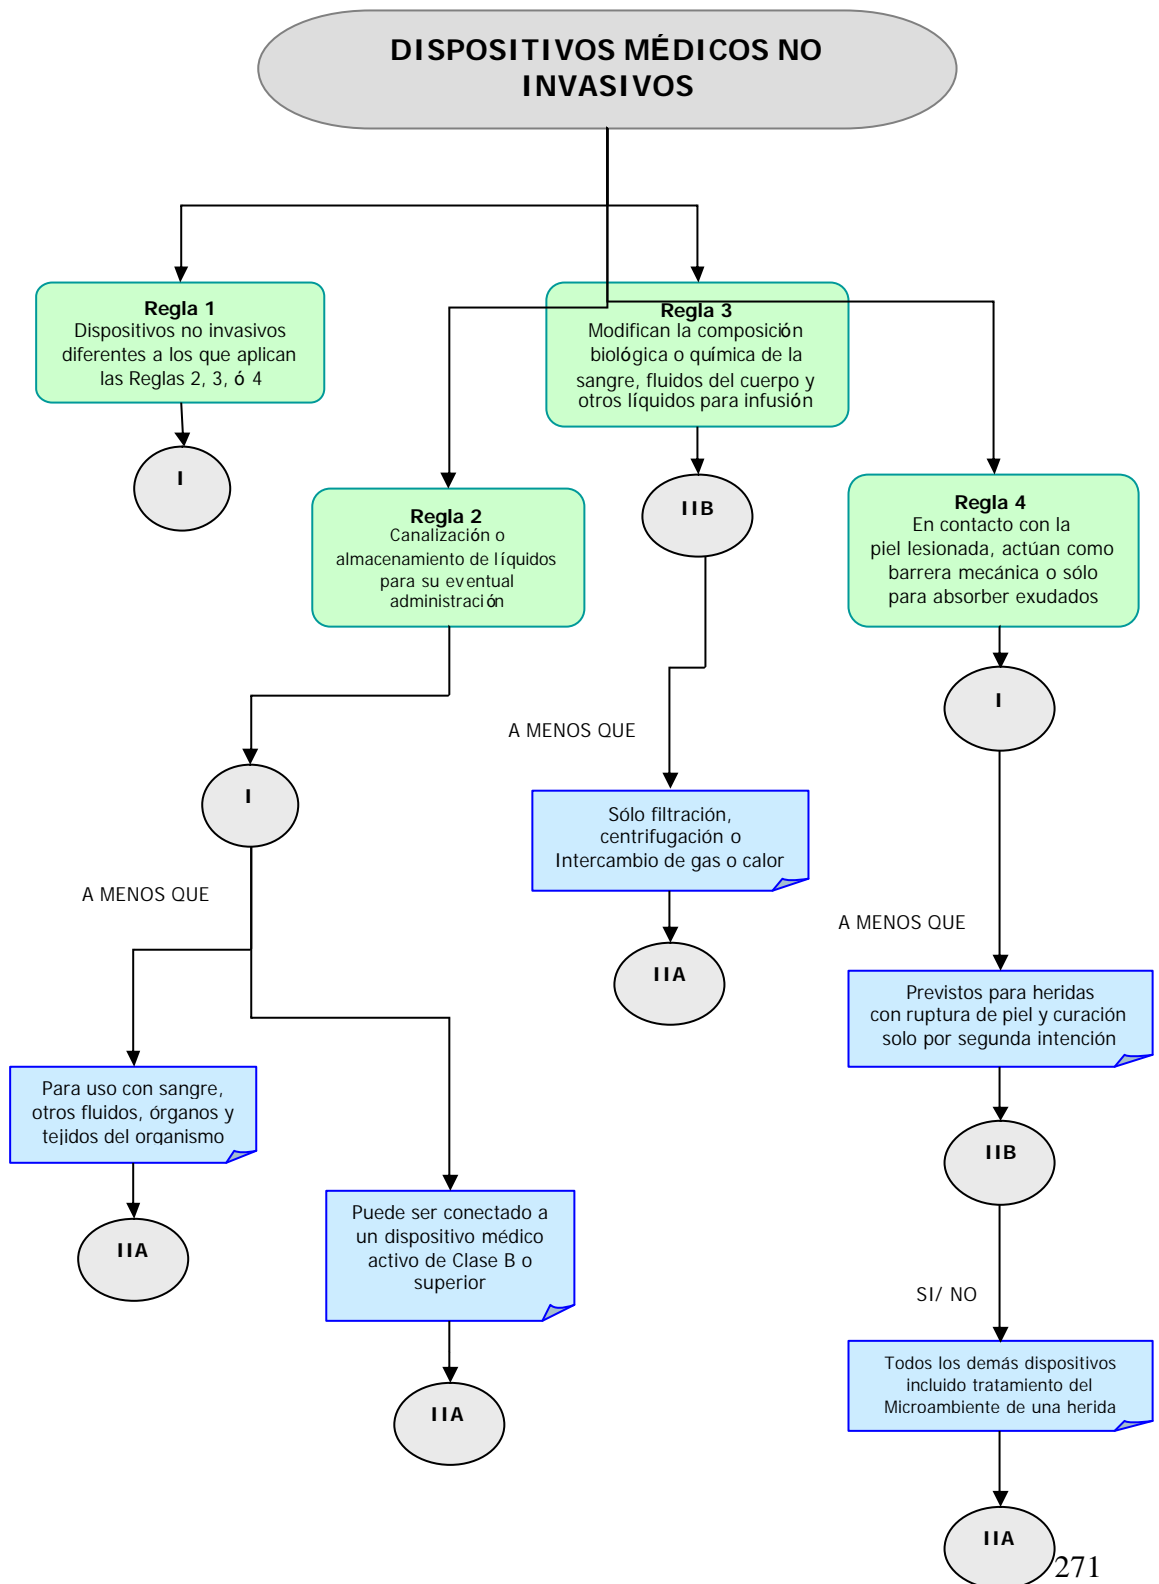 DISPOSITIVOS MÉDICOS NO
INVASIVOS
Regla 1
Dispositivos no invasivos
diferentes a los que aplican
las Reglas 2, 3, ó 4
I
Regla 3
Modifican la composición
biológica o química de la
sangre, fluidos del cuerpo y
otros líquidos para infusión
IIB
Regla 2
Canalización o
almacenamiento de líquidos
para su eventual
administración
Regla 4
En contacto con la
piel lesionada, actúan como
barrera mecánica o sólo
para absorber exudados
I
A MENOS QUE
I
Sólo filtración,
centrifugación o
Intercambio de gas o calor
A MENOS QUE
A MENOS QUE
IIA
Previstos para heridas
con ruptura de piel y curación
solo por segunda intención
Para uso con sangre,
otros fluidos, órganos y
tejidos del organismo
IIB
Puede ser conectado a
un dispositivo médico
activo de Clase B o
superior
IIA
SI/ NO
Todos los demás dispositivos
incluido tratamiento del
Microambiente de una herida
IIA
IIA
271